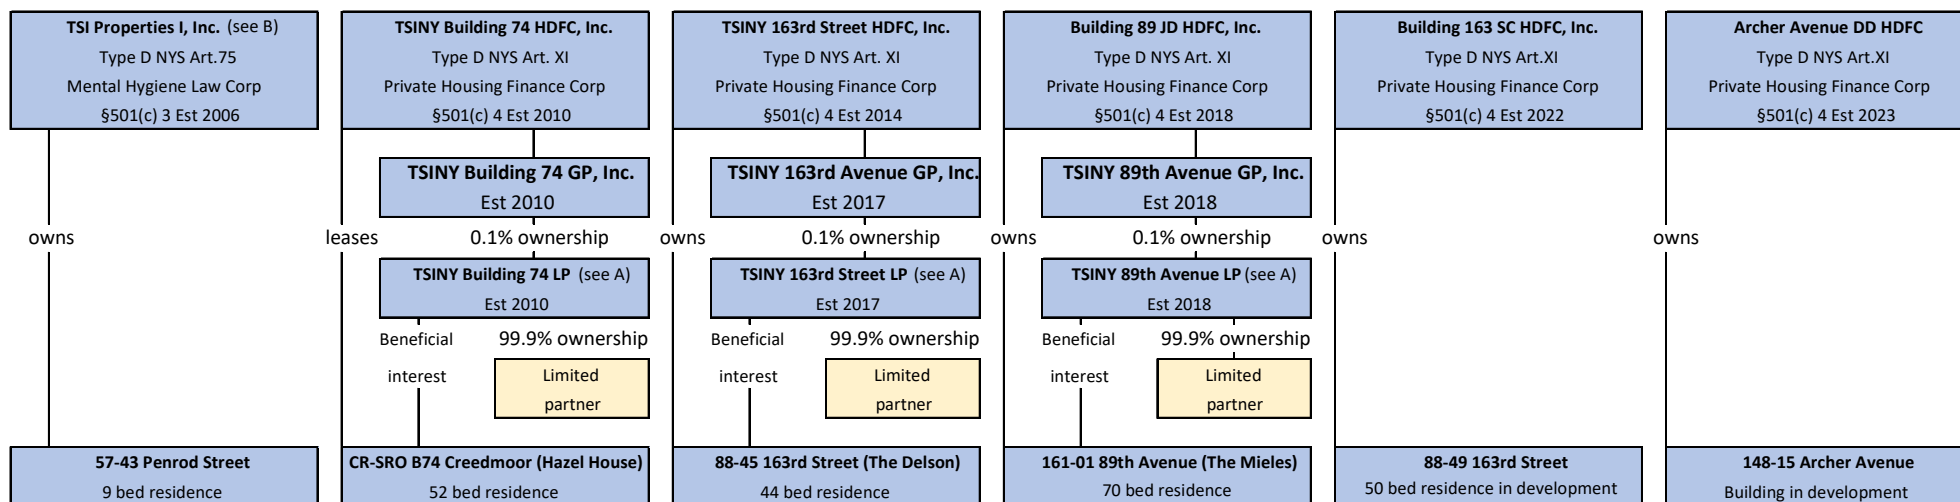 TSI Properties I, Inc. (see B)
Type D NYS Art.75
Mental Hygiene Law Corp
§501(c) 3 Est 2006
TSINY Building 74 HDFC, Inc.
Type D NYS Art. XI
Private Housing Finance Corp
§501(c) 4 Est 2010
TSINY 163rd Street HDFC, Inc.
Type D NYS Art. XI
Private Housing Finance Corp
§501(c) 4 Est 2014
Building 89 JD HDFC, Inc.
Type D NYS Art. XI
Private Housing Finance Corp
§501(c) 4 Est 2018
Building 163 SC HDFC, Inc.
Type D NYS Art.XI
Private Housing Finance Corp
§501(c) 4 Est 2022
Archer Avenue DD HDFC
Type D NYS Art.XI
Private Housing Finance Corp
§501(c) 4 Est 2023
TSINY Building 74 GP, Inc.
Est 2010
TSINY 163rd Avenue GP, Inc.
Est 2017
TSINY 89th Avenue GP, Inc.
Est 2018
owns
leases
0.1% ownership
owns
0.1% ownership
owns
0.1% ownership
owns
owns
TSINY Building 74 LP (see A)
Est 2010
TSINY 163rd Street LP (see A)
Est 2017
TSINY 89th Avenue LP (see A)
Est 2018
Beneficial
interest
99.9% ownership
Limited
partner
Beneficial
interest
99.9% ownership
Limited
partner
Beneficial
interest
99.9% ownership
Limited
partner
57-43 Penrod Street
9 bed residence
CR-SRO B74 Creedmoor (Hazel House)
52 bed residence
88-45 163rd Street (The Delson)
44 bed residence
161-01 89th Avenue (The Mieles)
70 bed residence
88-49 163rd Street
50 bed residence in development
148-15 Archer Avenue
Building in development